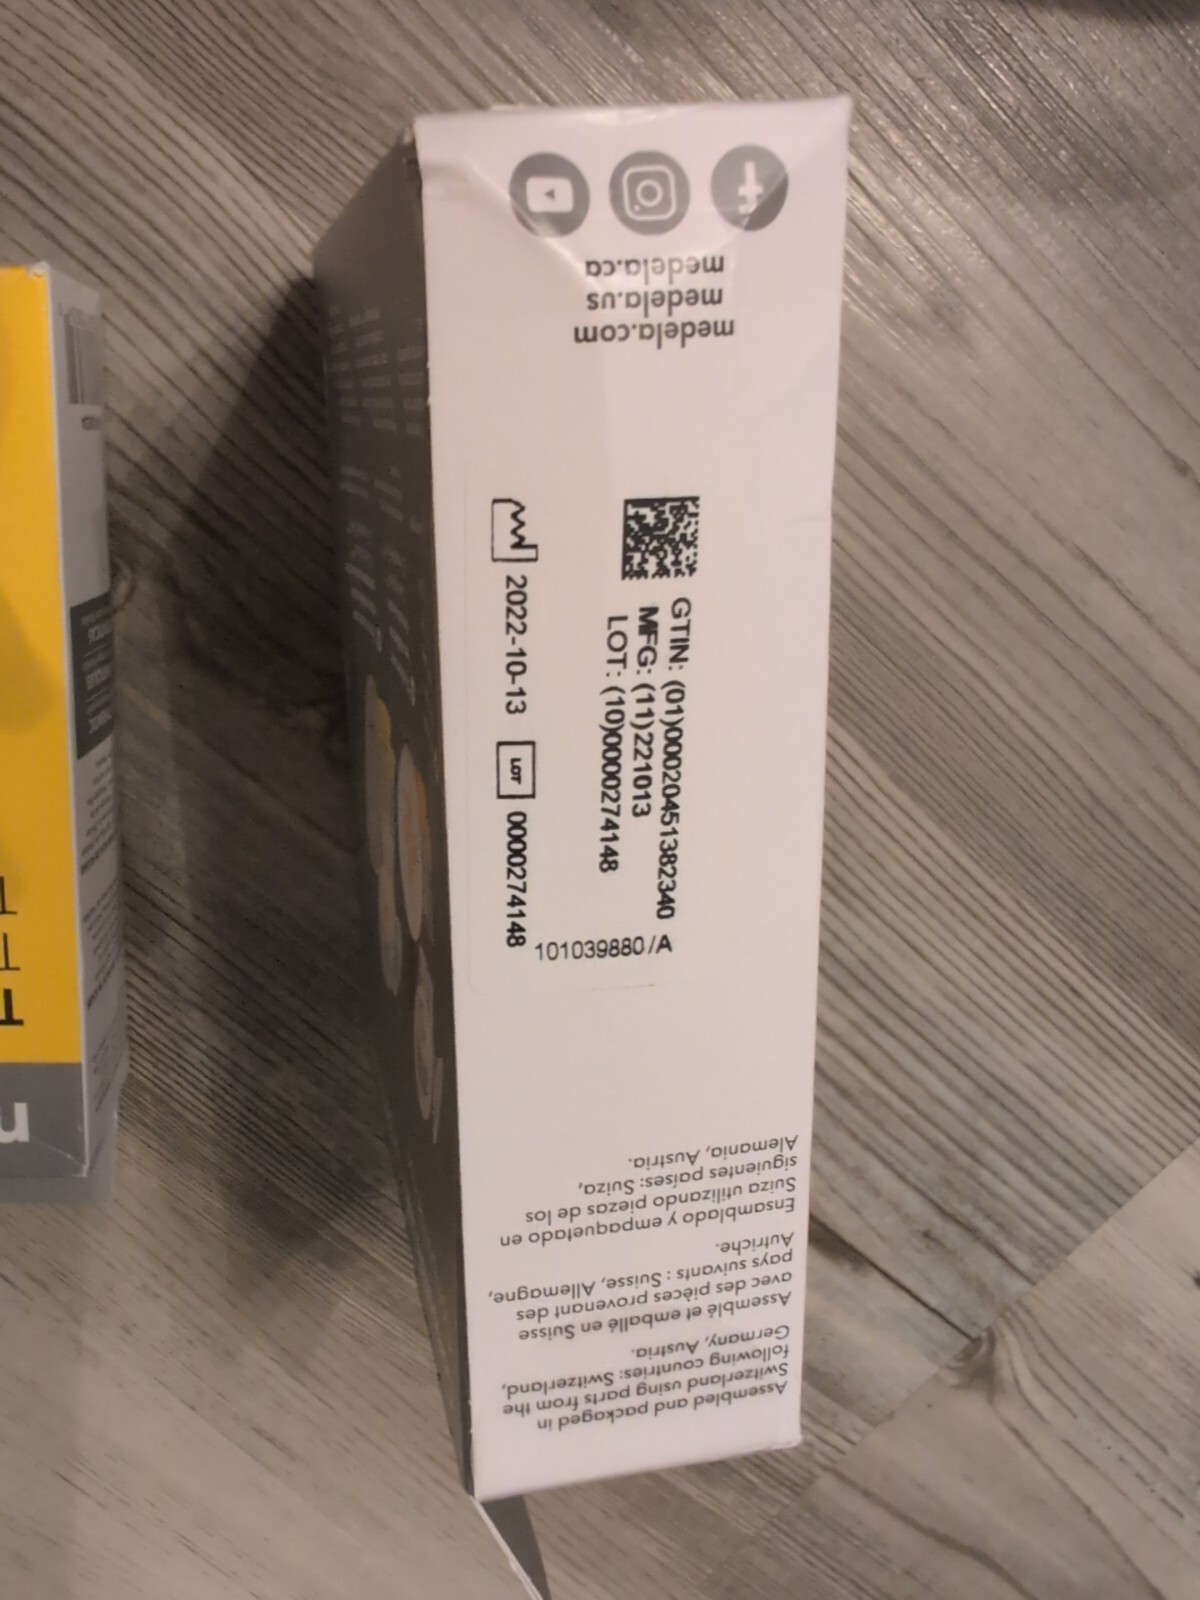 Assembled and packaged in
Switzerland using parts from the
following countries: Switzerland,
Germany, Austria.
Assemblé et emballé en Suisse
avec des pièces provenant des
pays suivants : Suisse, Allemagne,
Autriche.
Ensamblado y empaquetado en
Suiza utilizando piezas de los
siguientes países: Suiza,
Alemania, Austria.
GTIN: (01)00020451382340
MFG: (11)221013
LOT: (10)0000274148
2022-10-13 LOT 0000274148
101039880/A
medela.com
medela.us
medela.ca